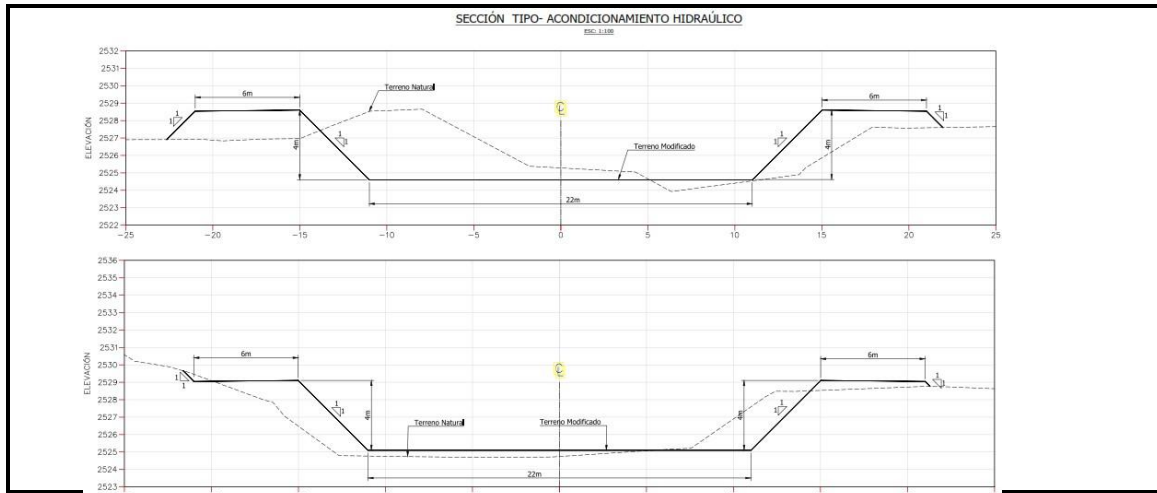 SECCIÓN TIPO- ACONDICIONAMIENTO HIDRAÚLICO
ESC: 1:100
2532
2531
2530
2529
2528
2527
2526
2525
2524
2523
2522
ELEVACIÓN
6m
1
1
Terreno Natural
1
1
4m
C
L
Terreno Modificado
22m
6m
1
1
4m
1
1
−25
−20
−15
−10
−5
0
5
10
15
20
25
2536
2535
2534
2533
2532
2531
2530
2529
2528
2527
2526
2525
2524
2523
ELEVACIÓN
6m
1
1
1
1
4m
Terreno Natural
C
L
Terreno Modificado
22m
6m
1
1
4m
1
1